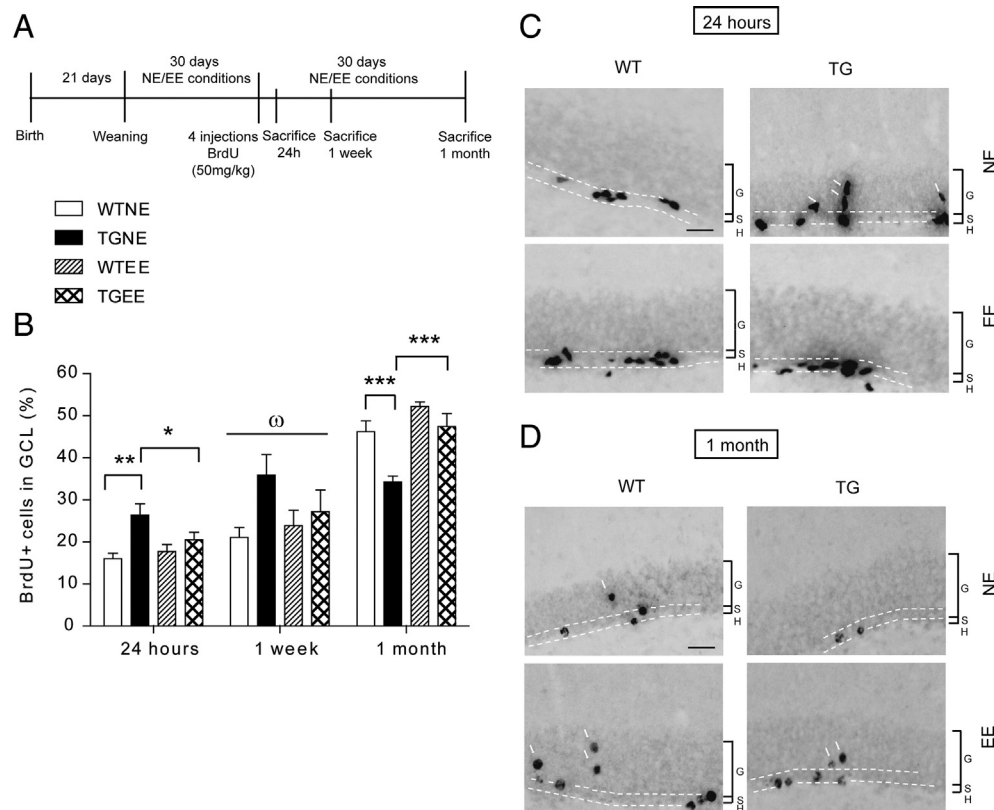 A
21 days
30 days
NE/EE conditions
30 days
NE/EE conditions
Birth
Weaning
4 injections
BrdU
(50mg/kg)
Sacrifice
24h
Sacrifice
1 week
Sacrifice
1 month
WTNE
TGNE
WTEE
TGEE
B
BrdU+ cells in GCL (%)
60
50
40
30
20
10
0
**
*
ω
***
***
24 hours
1 week
1 month
C
24 hours
WT
TG
G
S
H
G
S
H
NE
G
S
H
G
S
H
EE
D
1 month
WT
TG
G
S
H
G
S
H
NE
G
S
H
G
S
H
EE